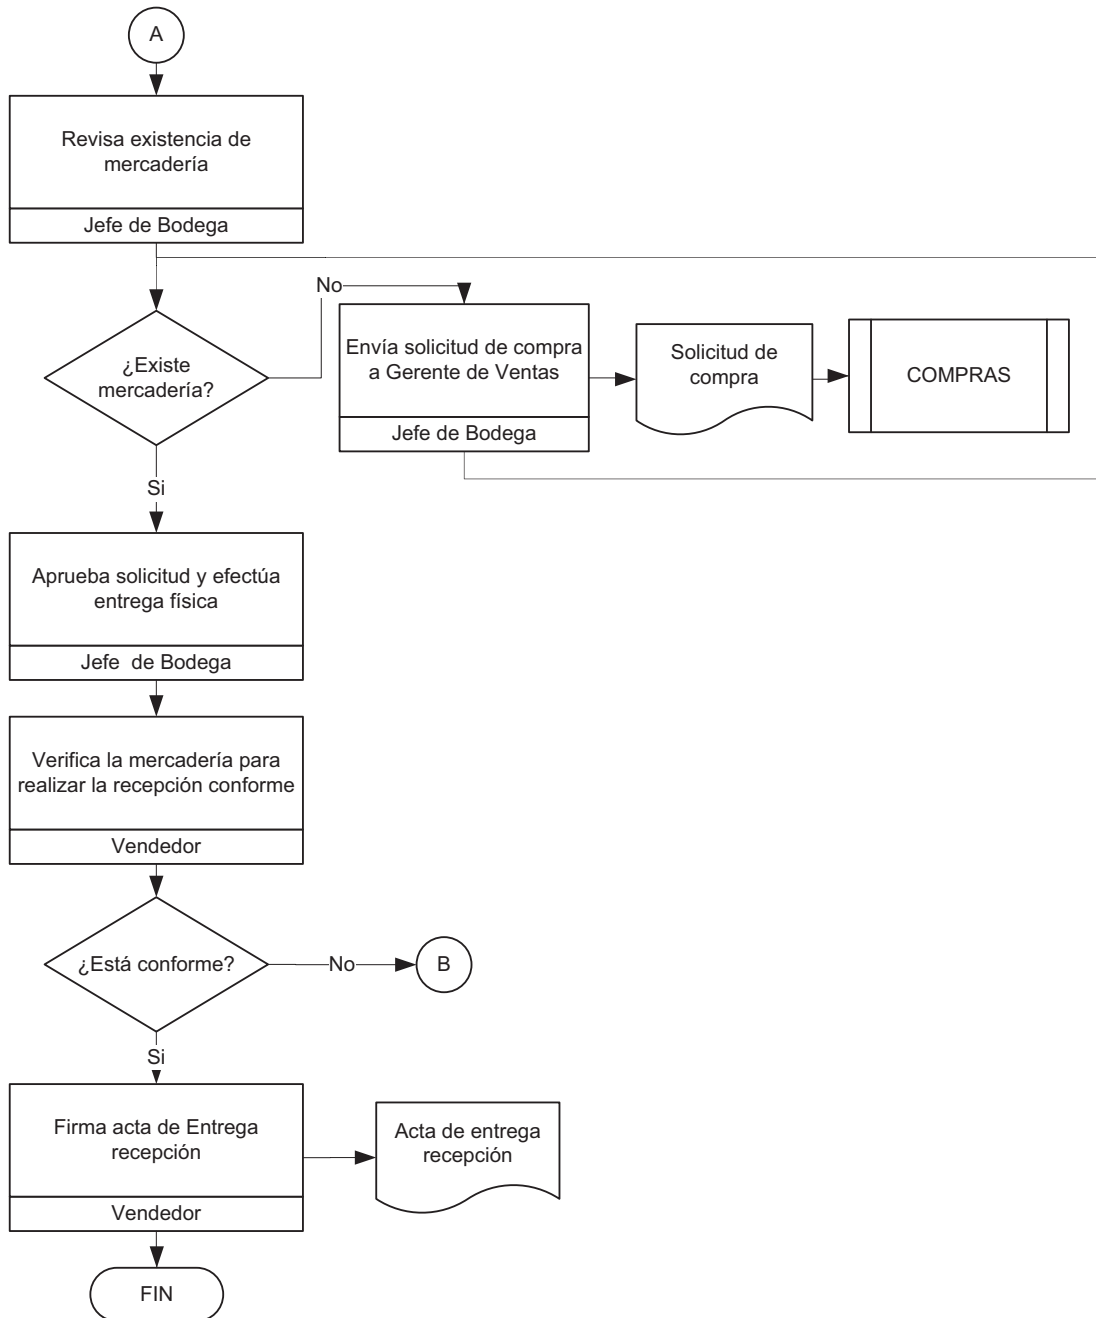 A
Revisa existencia de
mercadería
Jefe de Bodega
No
¿Existe
mercadería?
Envía solicitud de compra
a Gerente de Ventas
Jefe de Bodega
Solicitud de
compra
COMPRAS
Si
Aprueba solicitud y efectúa
entrega física
Jefe  de Bodega
Verifica la mercadería para
realizar la recepción conforme
Vendedor
¿Está conforme?
No
B
Si
Firma acta de Entrega
recepción
Vendedor
Acta de entrega
recepción
FIN